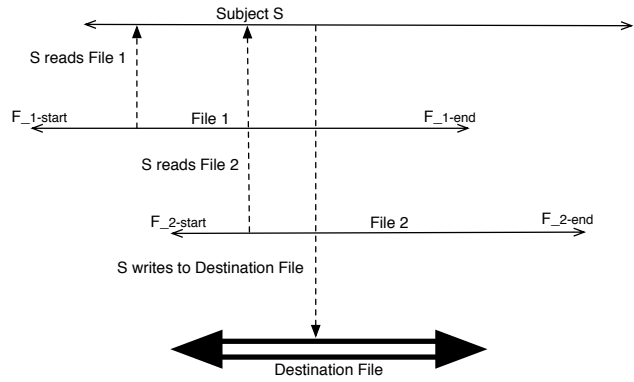 Subject S
S reads File 1
F_1-start
File 1
F_1-end
S reads File 2
F_2-start
File 2
F_2-end
S writes to Destination File
Destination File